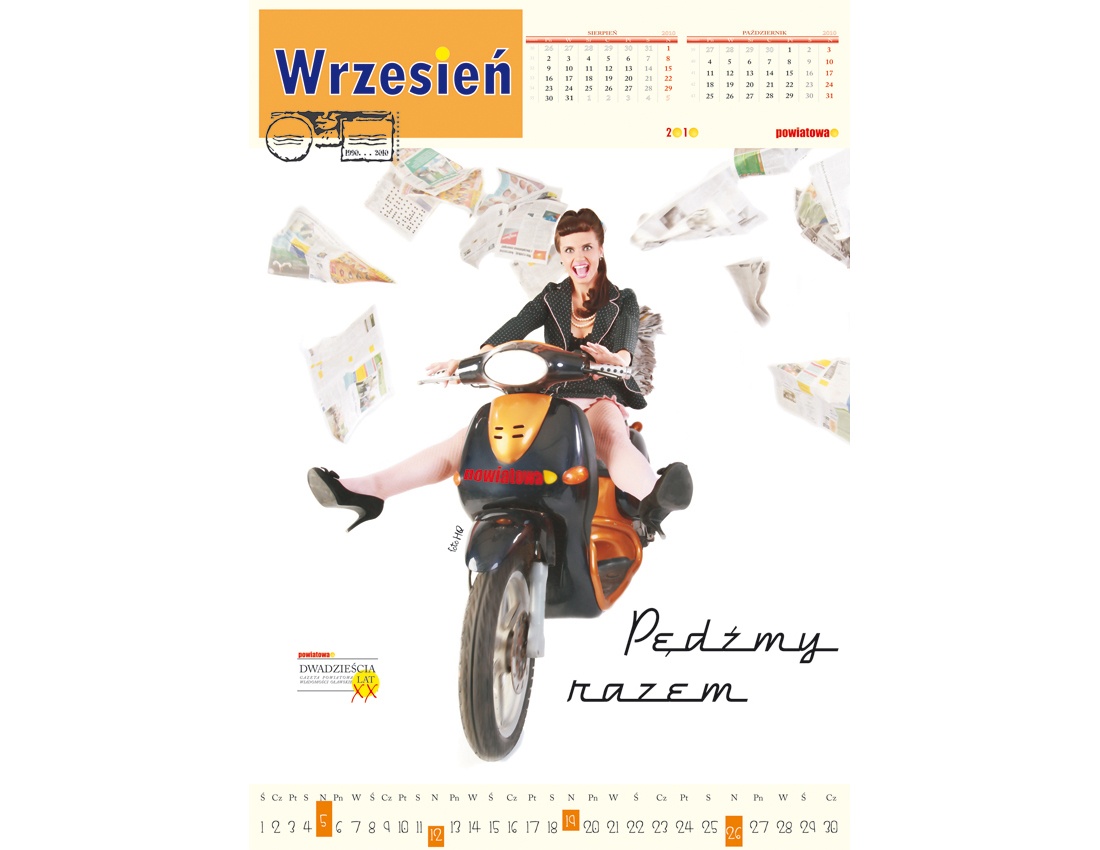 Wrzesień
1990. . . 2010
SIERPIEŃ 2010
26 27 28 29 30 31 1
2 3 4 5 6 7 8
9 10 11 12 13 14 15
16 17 18 19 20 21 22
23 24 25 26 27 28 29
30 31 1 2 3 4 5
PAŹDZIERNIK 2010
27 28 29 30 1 2 3
4 5 6 7 8 9 10
11 12 13 14 15 16 17
18 19 20 21 22 23 24
25 26 27 28 29 30 31
2010
powiatowa
powiatowa
foto HQ
Pędźmy
razem
powiatowa
DWADZIEŚCIA
GAZETA POWIATOWA
WIADOMOŚCI OŁAWSKIE
LAT
XX
Ś Cz Pt S N Pn W Ś Cz Pt S N Pn W Ś Cz Pt S N Pn W Ś Cz Pt S N Pn W Ś Cz
1 2 3 4 5 6 7 8 9 10 11 12 13 14 15 16 17 18 19 20 21 22 23 24 25 26 27 28 29 30